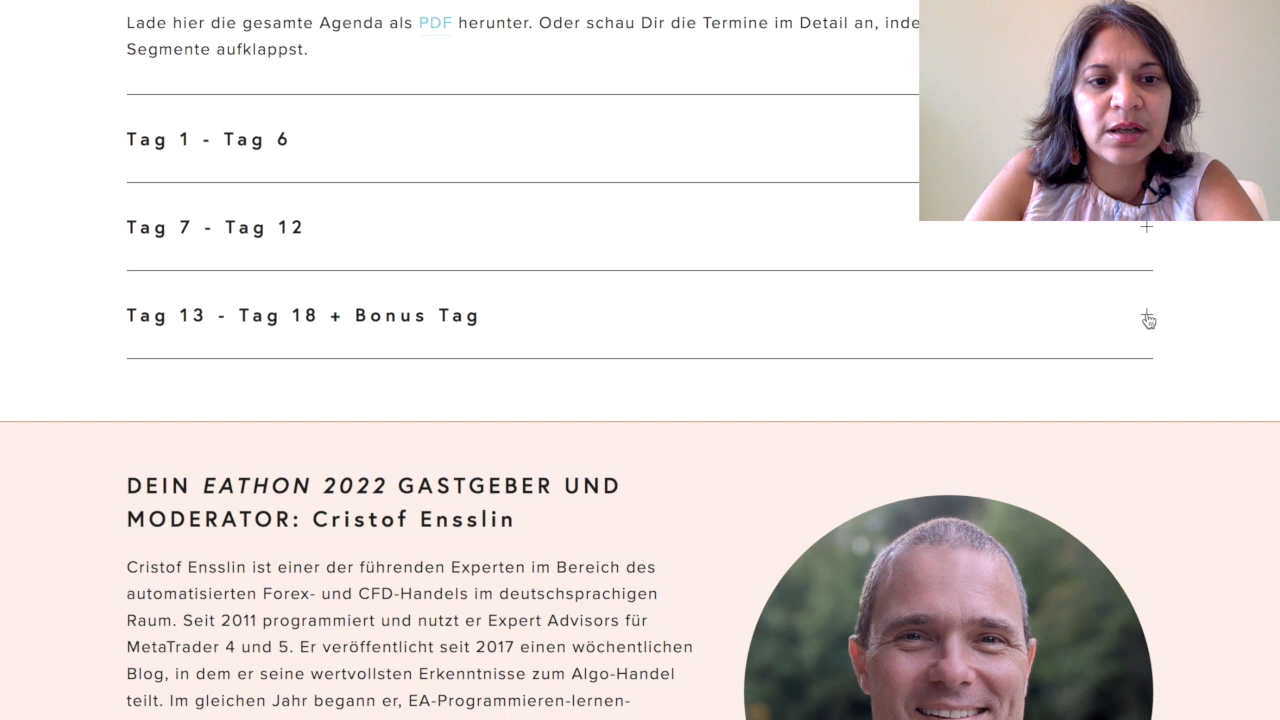 Lade hier die gesamte Agenda als PDF herunter. Oder schau Dir die Termine im Detail an,
Segmente aufklappst.
Tag 1 - Tag 6
Tag 7 - Tag 12
Tag 13 - Tag 18 + Bonus Tag
DEIN EATHON 2022 GASTGEBER UND
MODERATOR: Cristof Ensslin
Cristof Ensslin ist einer der führenden Experten im Bereich des
automatisierten Forex- und CFD-Handels im deutschsprachigen
Raum. Seit 2011 programmiert und nutzt er Expert Advisors für
MetaTrader 4 und 5. Er veröffentlicht seit 2017 einen wöchentlichen
Blog, in dem er seine wertvollsten Erkenntnisse zum Algo-Handel
teilt. Im gleichen Jahr begann er, EA-Programmieren-lernen-